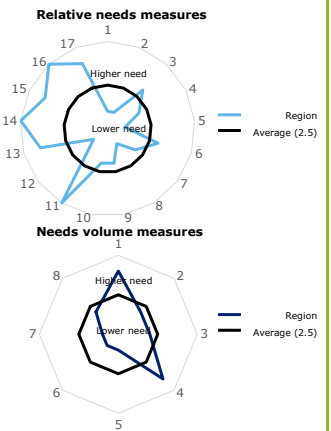 Relative needs measures
1
17 2
16 3
Higher need
15 4
14 Lower need 5
13 6
12 7
11 8
10 9
Region
Average (2.5)
Needs volume measures
1
8 2
Higher need
7 Lower need 3
6 4
5
Region
Average (2.5)